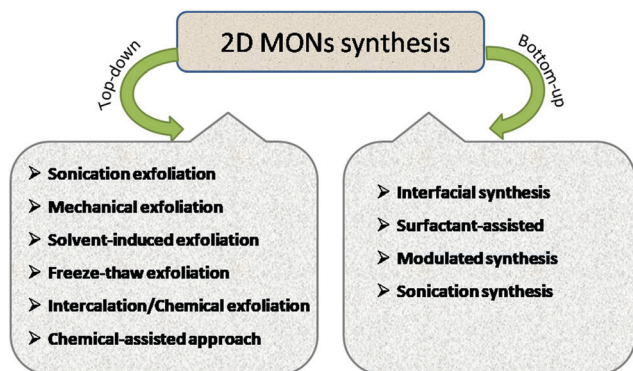 2D MONs synthesis
Top-down
Bottom-up
➢ Sonication exfoliation
➢ Mechanical exfoliation
➢ Solvent-induced exfoliation
➢ Freeze-thaw exfoliation
➢ Intercalation/Chemical exfoliation
➢ Chemical-assisted approach
➢ Interfacial synthesis
➢ Surfactant-assisted
➢ Modulated synthesis
➢ Sonication synthesis